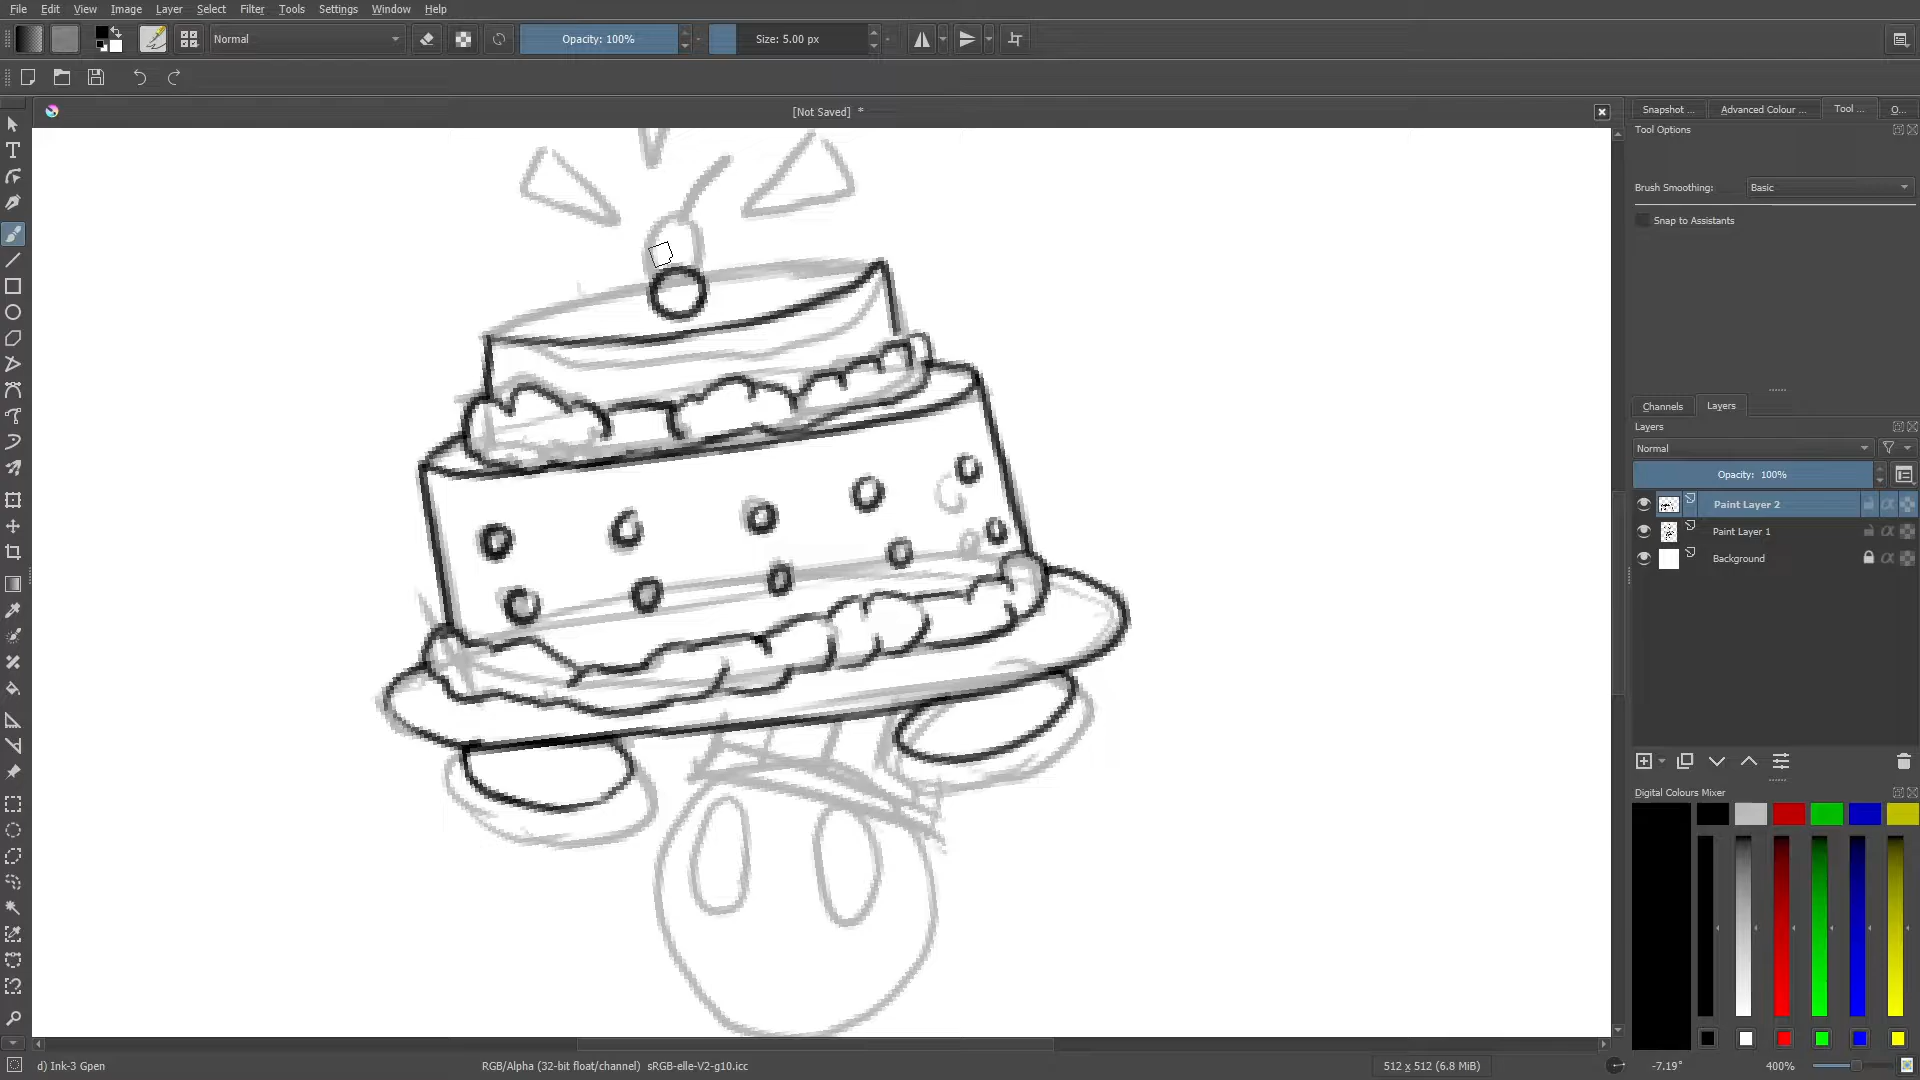 File Edit View Image Layer Select Filter Tools Settings Window Help
Normal Opacity: 100% Size: 5.00 px
[Not Saved] *
Snapshot ... Advanced Colour ... Tool ... O...
Tool Options
Brush Smoothing: Basic
Snap to Assistants
Channels Layers
Layers
Normal
Opacity: 100%
Paint Layer 2
Paint Layer 1
Background
Digital Colours Mixer
d) Ink-3 Gpen RGB/Alpha (32-bit float/channel) sRGB-elle-V2-g10.icc 512 x 512 (6.8 MiB) -7.19° 400%